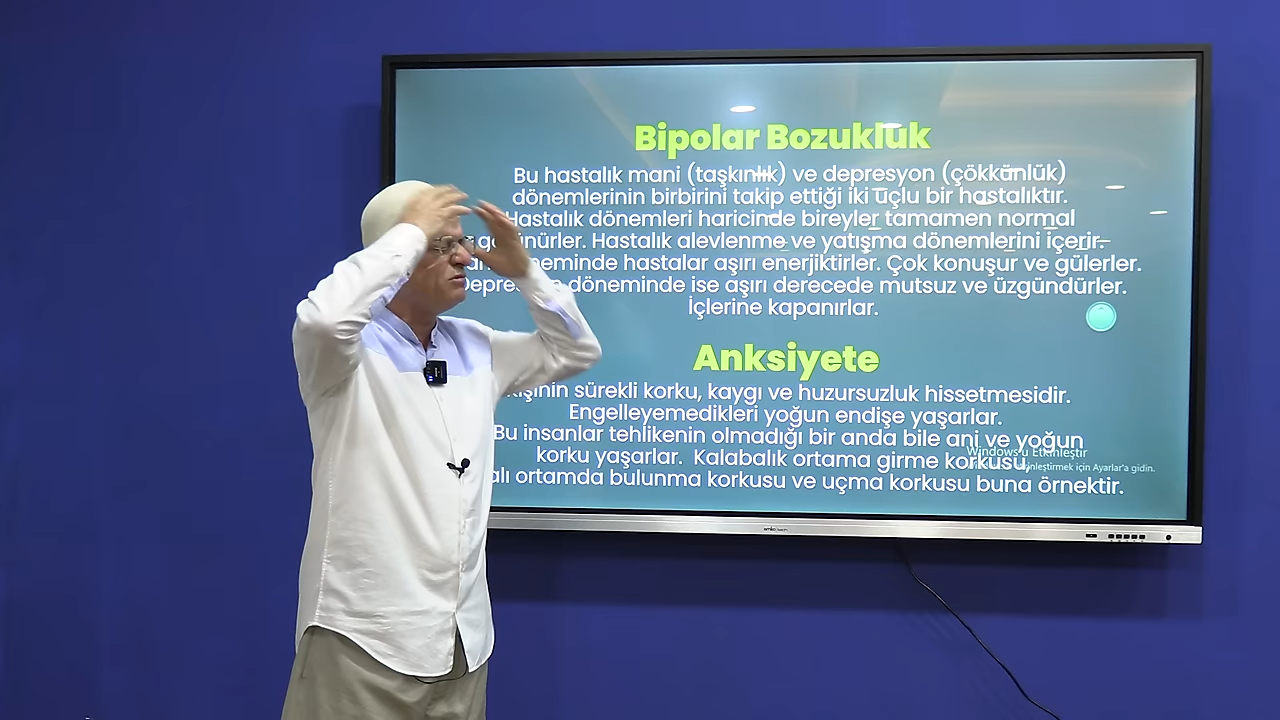 Bipolar Bozukluk
Bu hastalık mani (taşkınlık) ve depresyon (çökkünlük)
dönemlerinin birbirini takip ettiği iki uçlu bir hastalıktır.
Hastalık dönemleri haricinde bireyler tamamen normal
görünürler. Hastalık alevlenme ve yatışma dönemlerini içerir.
döneminde hastalar aşırı enerjiktirler. Çok konuşur ve gülerler.
Depresyon döneminde ise aşırı derecede mutsuz ve üzgündürler.
İçlerine kapanırlar.
Anksiyete
Kişinin sürekli korku, kaygı ve huzursuzluk hissetmesidir.
Engelleyemedikleri yoğun endişe yaşarlar.
Bu insanlar tehlikenin olmadığı bir anda bile ani ve yoğun
korku yaşarlar. Kalabalık ortama girme korkusu,
ortamda bulunma korkusu ve uçma korkusu buna örnektir.
Windows'u Etkinleştir
etkinleştirmek için Ayarlar'a gidin.